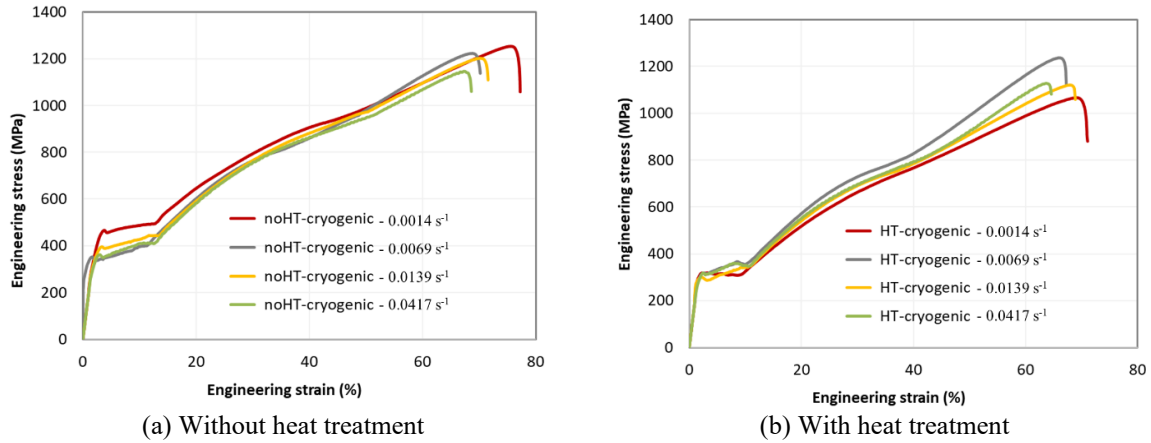 1400
1200
1000
800
600
400
200
0
Engineering stress (MPa)
noHT-cryogenic - 0.0014 s⁻¹
noHT-cryogenic - 0.0069 s⁻¹
noHT-cryogenic - 0.0139 s⁻¹
noHT-cryogenic - 0.0417 s⁻¹
0 20 40 60 80
Engineering strain (%)
(a) Without heat treatment
1400
1200
1000
800
600
400
200
0
Engineering stress (MPa)
HT-cryogenic - 0.0014 s⁻¹
HT-cryogenic - 0.0069 s⁻¹
HT-cryogenic - 0.0139 s⁻¹
HT-cryogenic - 0.0417 s⁻¹
0 20 40 60 80
Engineering strain (%)
(b) With heat treatment